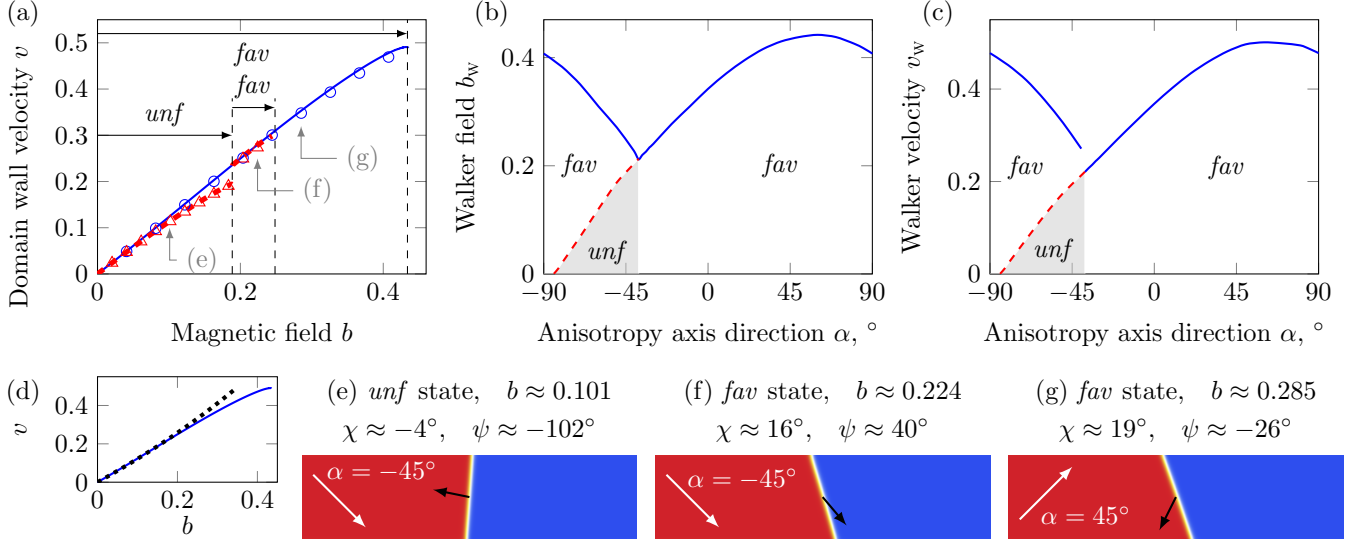 (a)
Domain wall velocity v
0.5
0.4
0.3
0.2
0.1
0
fav
fav
unf
(g)
(f)
(e)
0
0.2
0.4
Magnetic field b
(b)
Walker field b_W
0.4
0.2
0
fav
fav
unf
−90
−45
0
45
90
Anisotropy axis direction α, °
(c)
Walker velocity v_W
0.4
0.2
0
fav
fav
unf
−90
−45
0
45
90
Anisotropy axis direction α, °
(d)
v
0.4
0.2
0
0
0.2
0.4
b
(e) unf state, b ≈ 0.101
χ ≈ −4°, ψ ≈ −102°
α = −45°
(f) fav state, b ≈ 0.224
χ ≈ 16°, ψ ≈ 40°
α = −45°
(g) fav state, b ≈ 0.285
χ ≈ 19°, ψ ≈ −26°
α = 45°